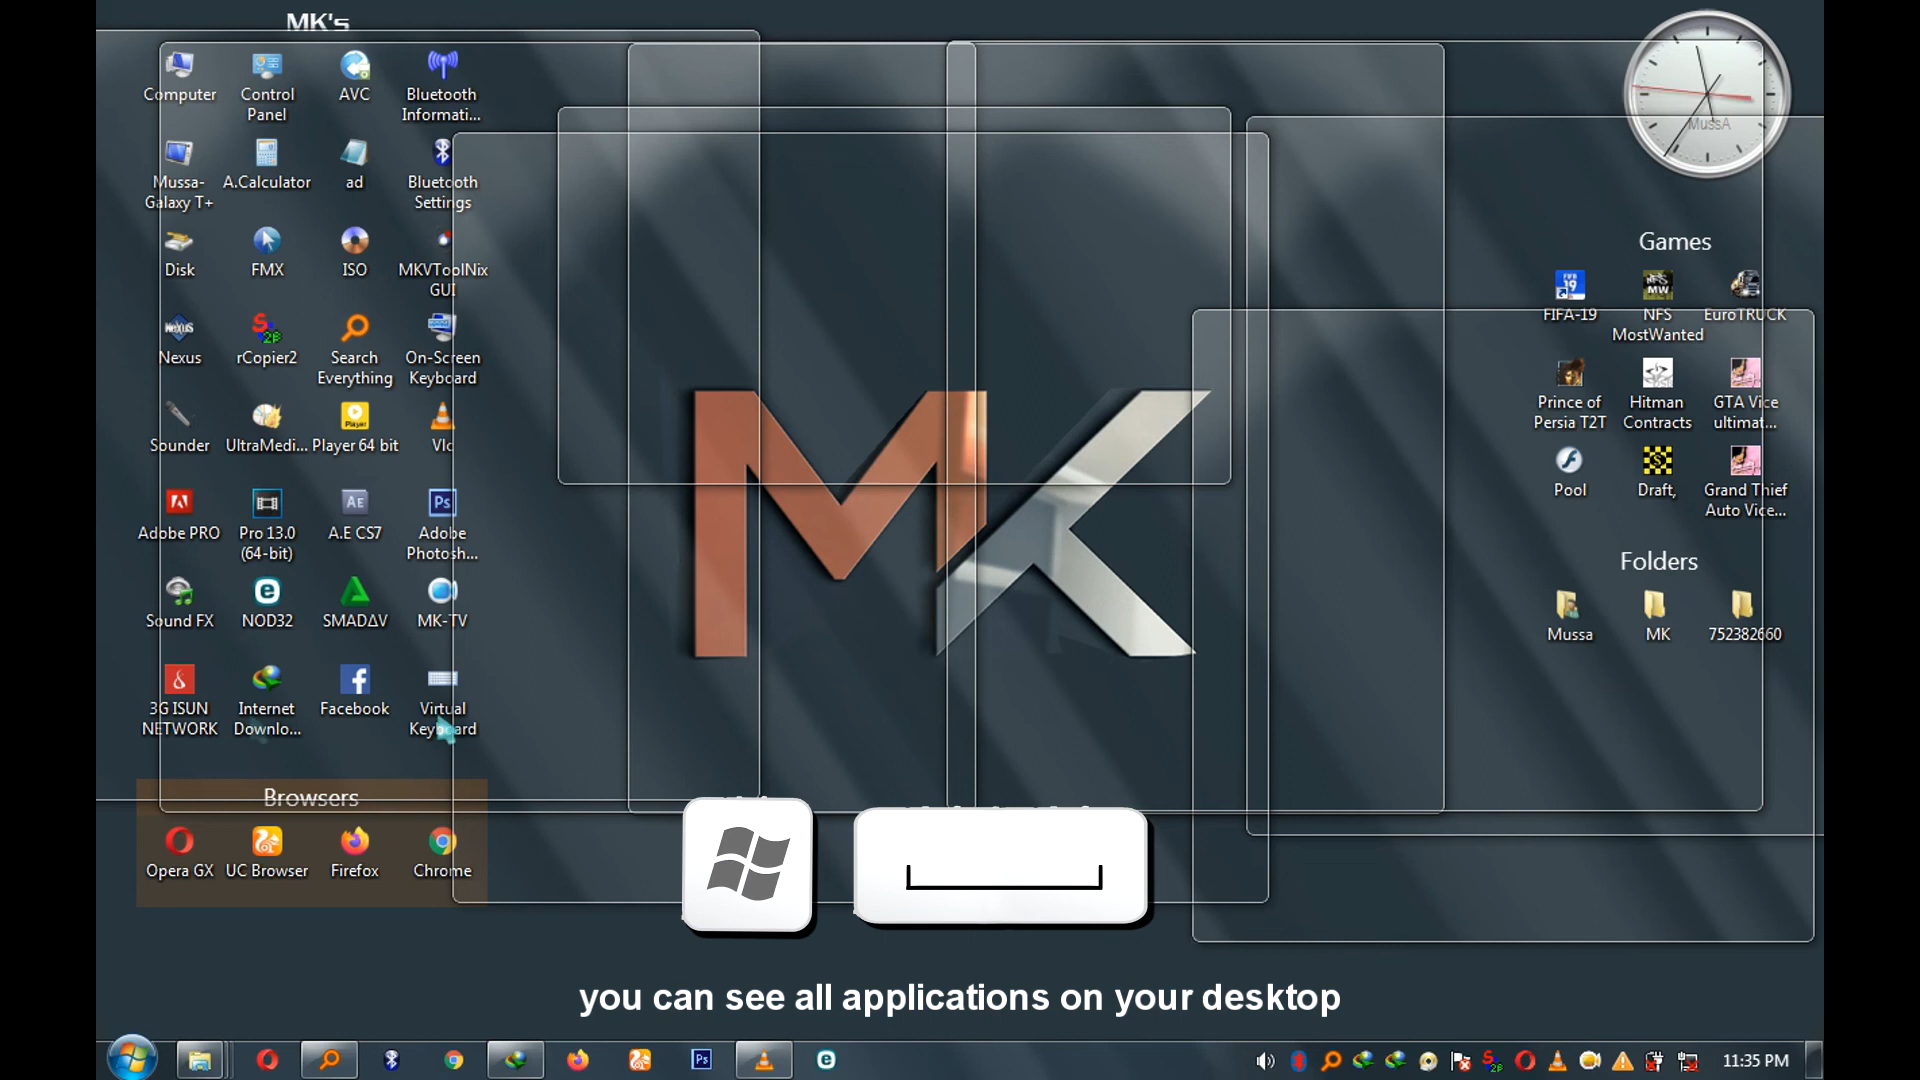 MK's
Computer
Control
Panel
AVC
Bluetooth
Informati...
Mussa-
Galaxy T+
A.Calculator
ad
Bluetooth
Settings
Disk
FMX
ISO
MKVToolNix
GUI
Nexus
rCopier2
Search
Everything
On-Screen
Keyboard
Sounder
UltraMedi...
Player 64 bit
Vlc
Adobe PRO
Pro 13.0
(64-bit)
A.E CS7
Adobe
Photosh...
Sound FX
NOD32
SMADΔV
MK-TV
3G ISUN
NETWORK
Internet
Downlo...
Facebook
Virtual
Keyboard
Browsers
Opera GX
UC Browser
Firefox
Chrome
MussA
Games
FIFA-19
NFS
MostWanted
EuroTRUCK
Prince of
Persia T2T
Hitman
Contracts
GTA Vice
ultimat...
Pool
Draft,
Grand Thief
Auto Vice...
Folders
Mussa
MK
752382660
MK
you can see all applications on your desktop
11:35 PM